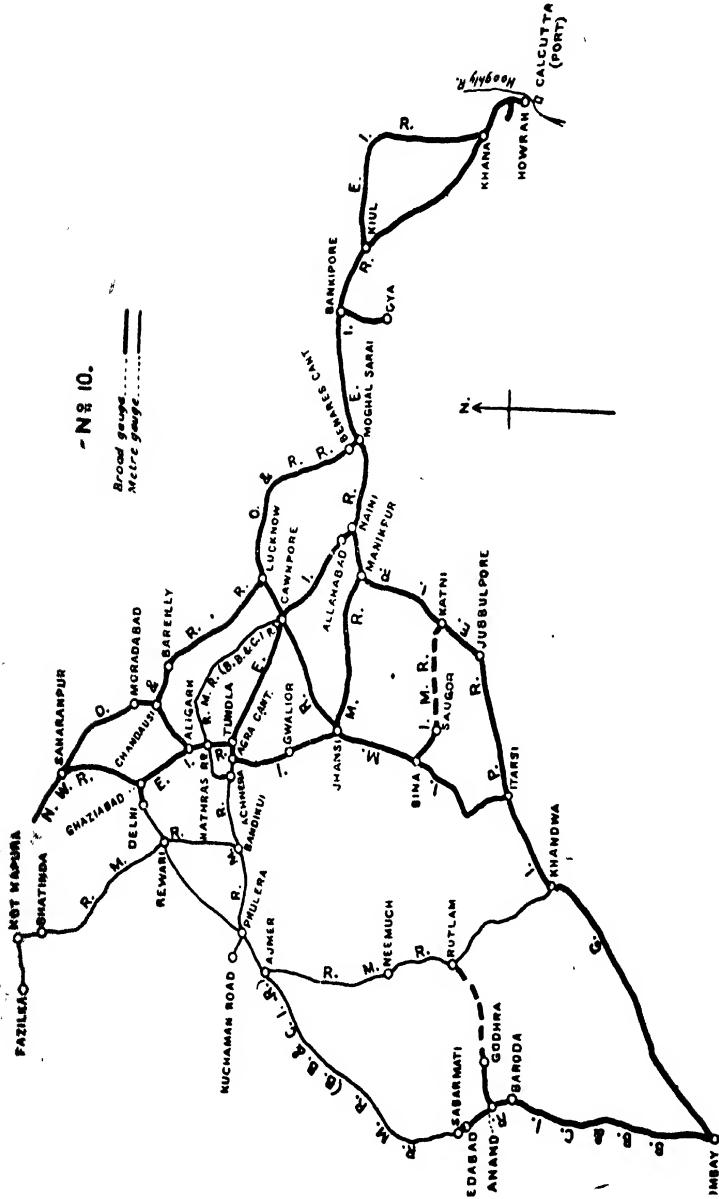 - No 10.
Broad gauge
Metre gauge
N.
FAZILKA
KOT KAPURA
BHATINDA
R. M. R.
SAHARANPUR
N. W. R.
O. & R. R.
MORADABAD
CHANDAUSI
BAREILLY
GHAZIABAD
DELHI
REWARI
ALIGARH
E. I. R.
HATHRAS RD
R. M. R. (B. B. & C. I. R.)
TUNDLA
AGRA CANT.
ACHNERA
BANDIKUI
R. M. R.
PHULERA
KUCHAMAN ROAD
AJMER
LUCKNOW
CAWNPORE
O. & R. R.
BENARES CANT
MOGHAL SARAI
E. I. R.
BANKIPORE
GYA
KIUL
E. I. R.
KHANA
HOWRAH
Hooghly R.
CALCUTTA
(PORT)
GWALIOR
JHANSI
I. M. R.
ALLAHABAD
NAINI
MANIKPUR
BINA
SAUGOR
I. M. R.
KATNI
E. I. R.
JUBBULPORE
ITARSI
KHANDWA
G. I. P. R.
R. M. R.
NEEMUCH
RUTLAM
R. M. R. (B. B. & C. I. R.)
SABARMATI
EDABAD
ANAND
GODHRA
BARODA
B. B. & C. I. R.
MBAY